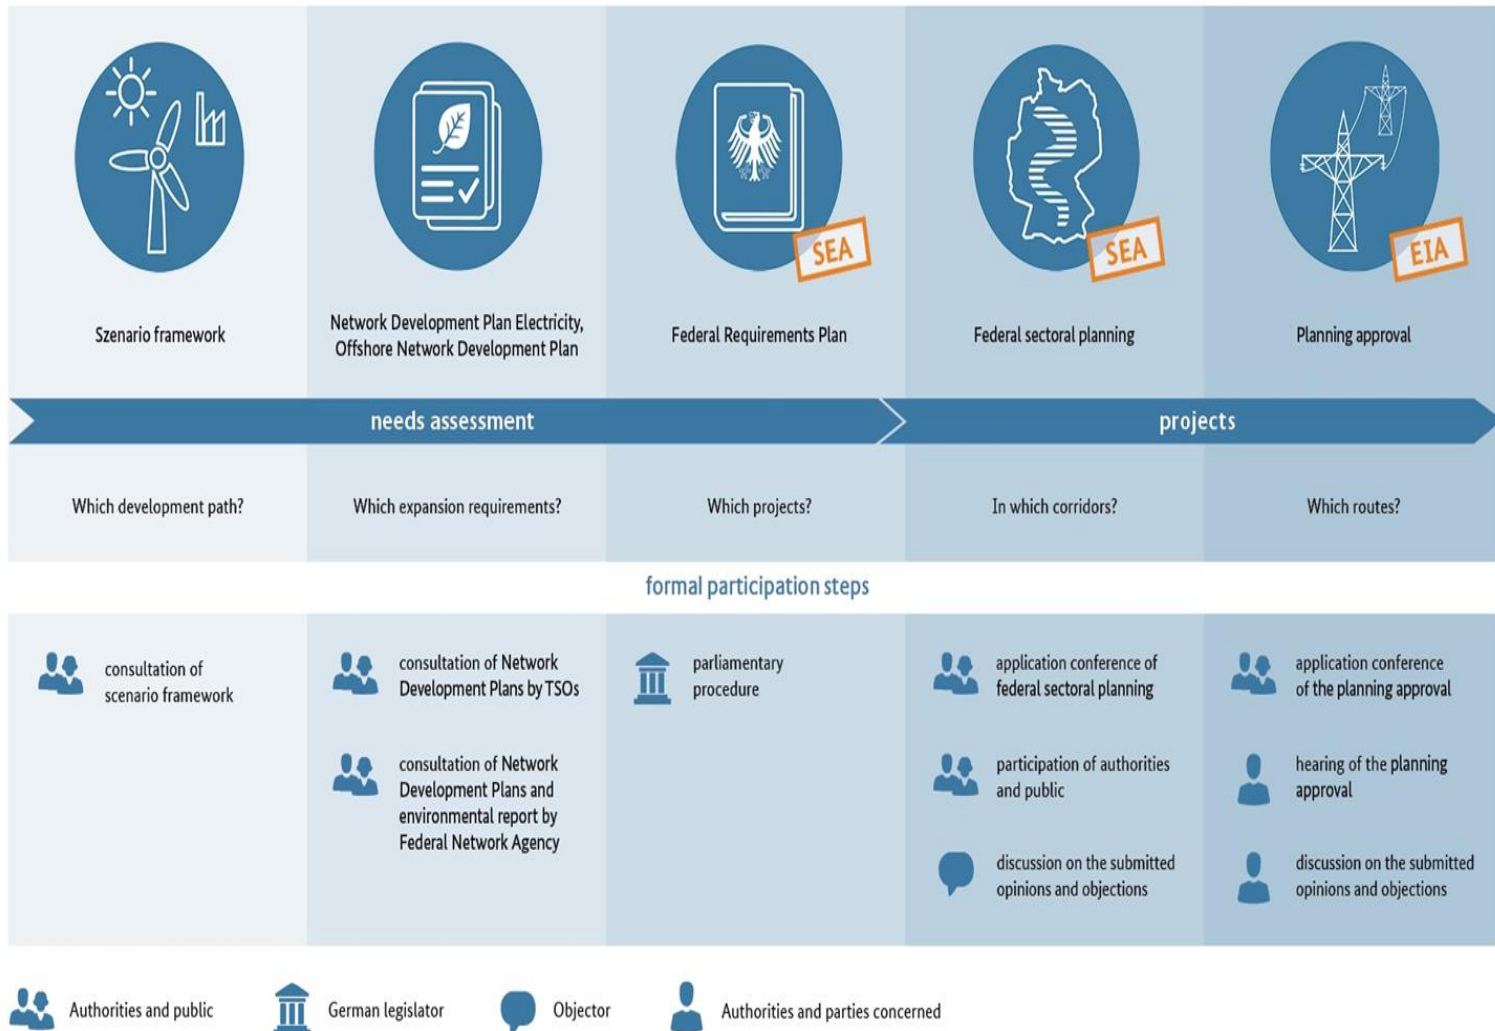 SEA
SEA
EIA
Szenario framework
Network Development Plan Electricity,
Offshore Network Development Plan
Federal Requirements Plan
Federal sectoral planning
Planning approval
needs assessment
projects
Which development path?
Which expansion requirements?
Which projects?
In which corridors?
Which routes?
formal participation steps
consultation of
scenario framework
consultation of Network
Development Plans by TSOs
consultation of Network
Development Plans and
environmental report by
Federal Network Agency
parliamentary
procedure
application conference of
federal sectoral planning
participation of authorities
and public
discussion on the submitted
opinions and objections
application conference
of the planning approval
hearing of the planning
approval
discussion on the submitted
opinions and objections
Authorities and public
German legislator
Objector
Authorities and parties concerned